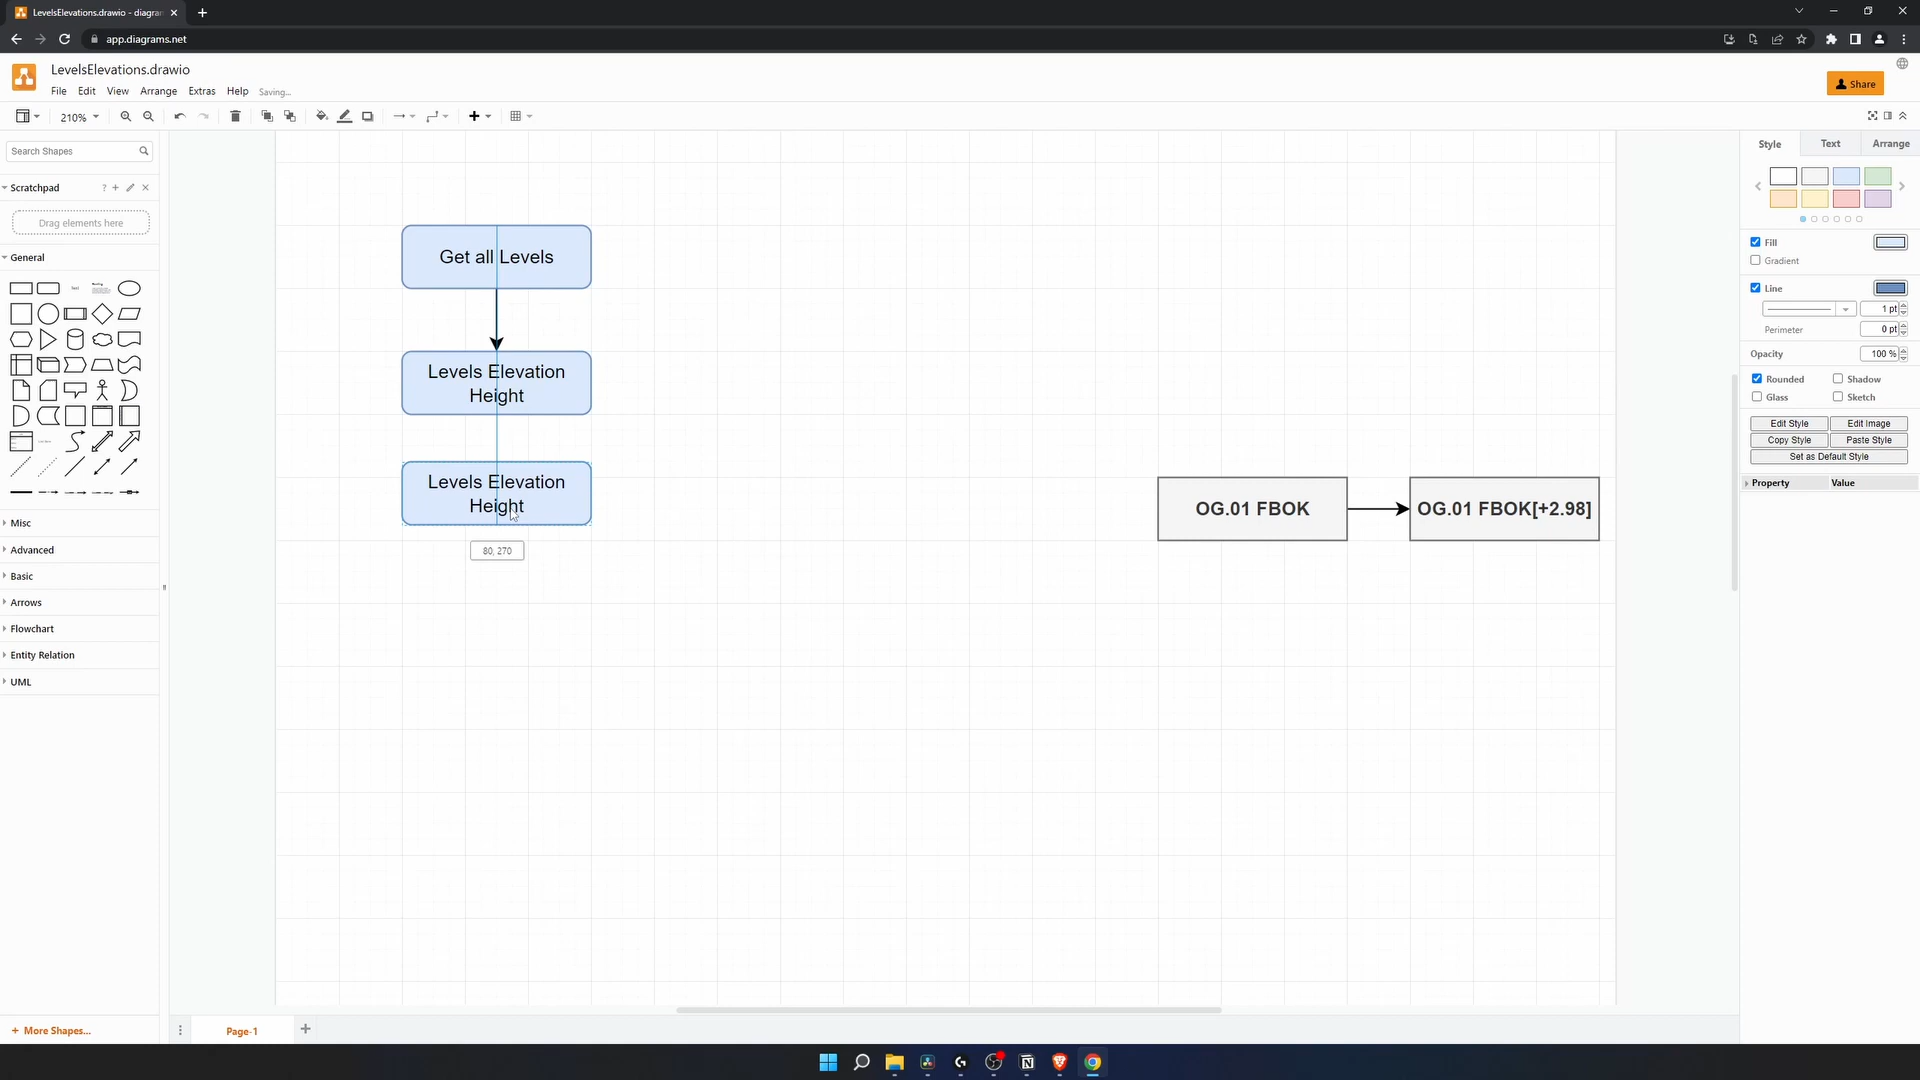 LevelsElevations.drawio - diagram
app.diagrams.net
LevelsElevations.drawio
File Edit View Arrange Extras Help Saving...
Share
210%
Search Shapes
Scratchpad ?
Drag elements here
General
Misc
Advanced
Basic
Arrows
Flowchart
Entity Relation
UML
+ More Shapes...
Get all Levels
Levels Elevation
Height
Levels Elevation
Height
80, 270
OG.01 FBOK
OG.01 FBOK[+2.98]
Page-1
Style Text Arrange
Fill
Gradient
Line
1 pt
Perimeter 0 pt
Opacity 100 %
Rounded Shadow
Glass Sketch
Edit Style Edit Image
Copy Style Paste Style
Set as Default Style
Property Value